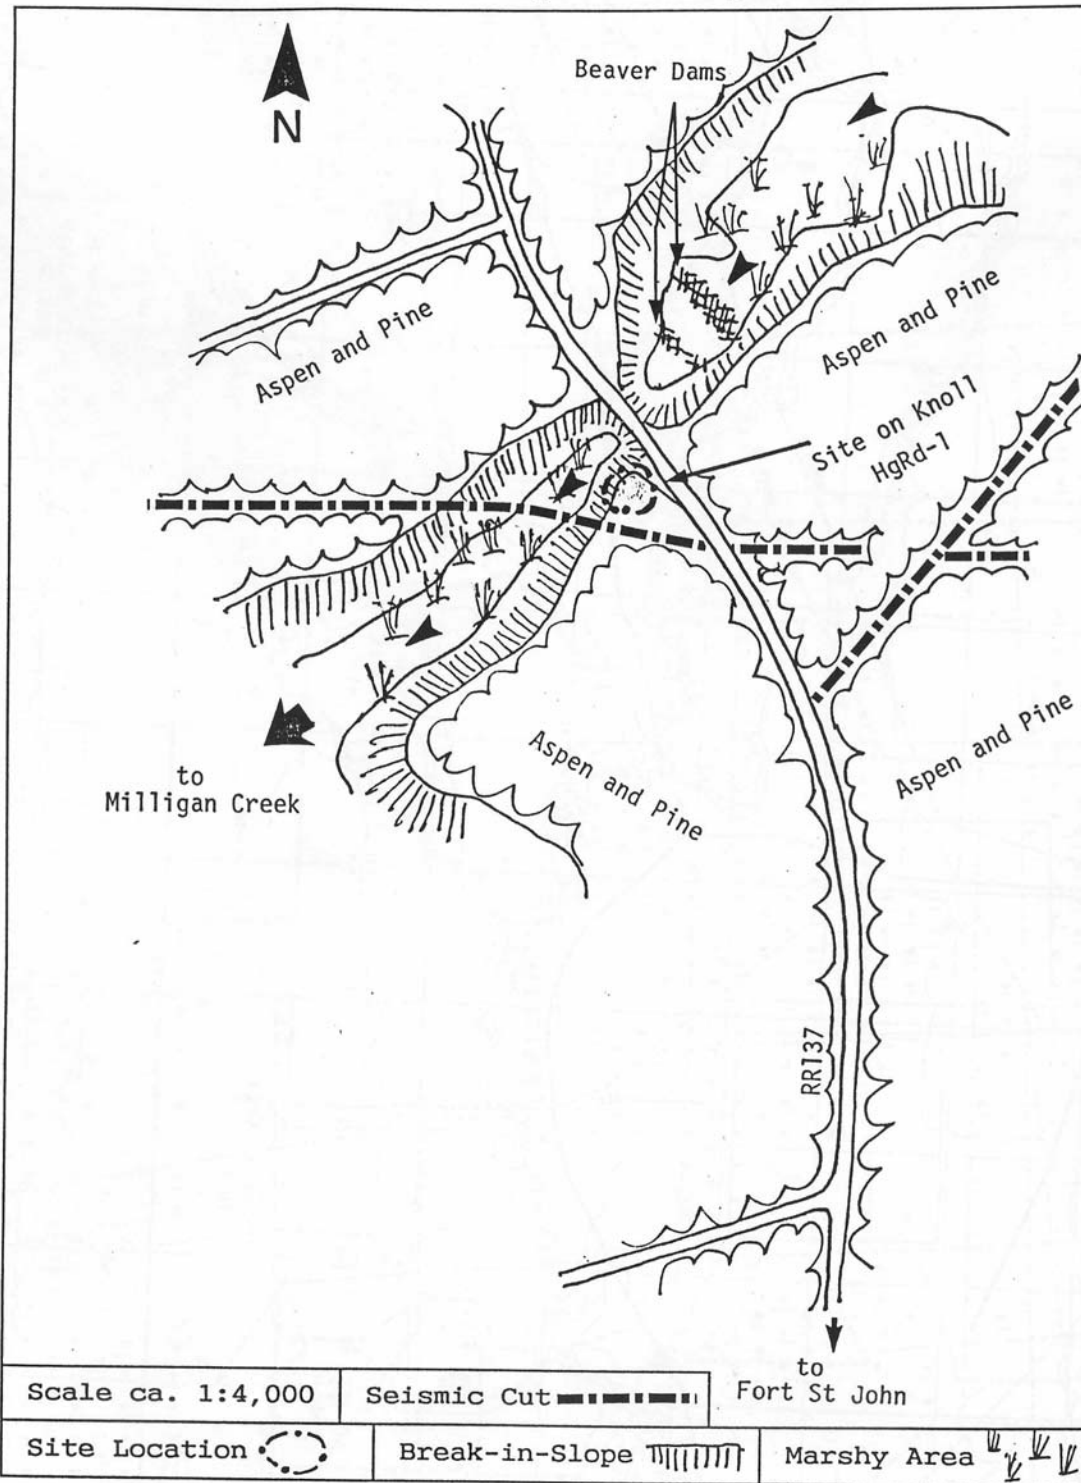 Beaver Dams
N
Aspen and Pine
Aspen and Pine
Site on Knoll
HgRd-1
to
Milligan Creek
Aspen and Pine
Aspen and Pine
RR137
to
Fort St John
Scale ca. 1:4,000
Seismic Cut
Site Location
Break-in-Slope
Marshy Area